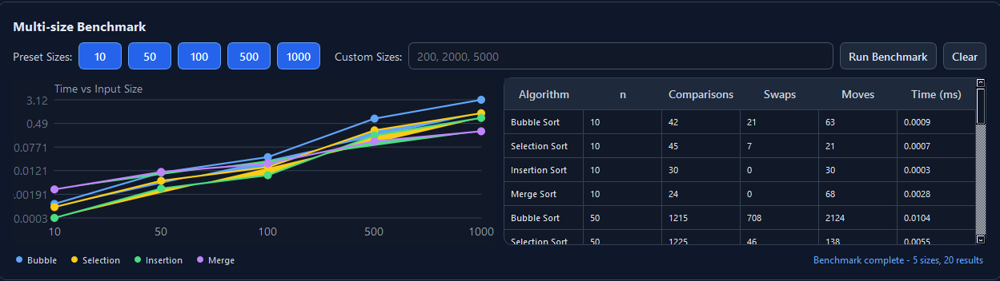 Multi-size Benchmark
Preset Sizes: 10 50 100 500 1000 Custom Sizes: 200, 2000, 5000 Run Benchmark Clear
Time vs Input Size
3.12
0.49
0.0771
0.0121
.00191
0.0003
10 50 100 500 1000
Bubble Selection Insertion Merge
Algorithm n Comparisons Swaps Moves Time (ms)
Bubble Sort 10 42 21 63 0.0009
Selection Sort 10 45 7 21 0.0007
Insertion Sort 10 30 0 30 0.0003
Merge Sort 10 24 0 68 0.0028
Bubble Sort 50 1215 708 2124 0.0104
Selection Sort 50 1225 46 138 0.0055
Benchmark complete - 5 sizes, 20 results